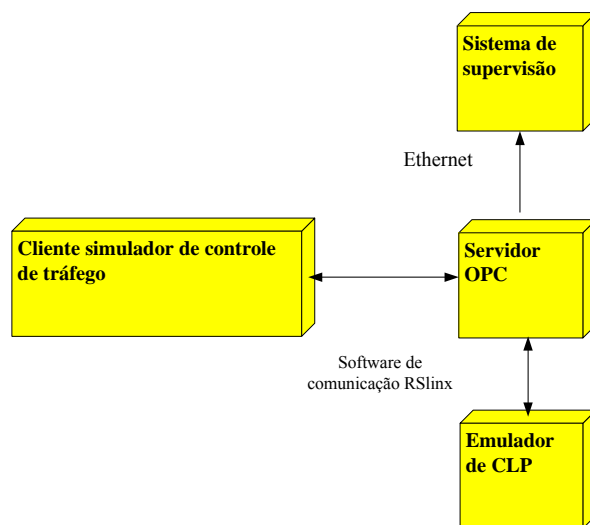 Sistema de
supervisão
Ethernet
Cliente simulador de controle
de tráfego
Servidor
OPC
Software de
comunicação RSlinx
Emulador
de CLP